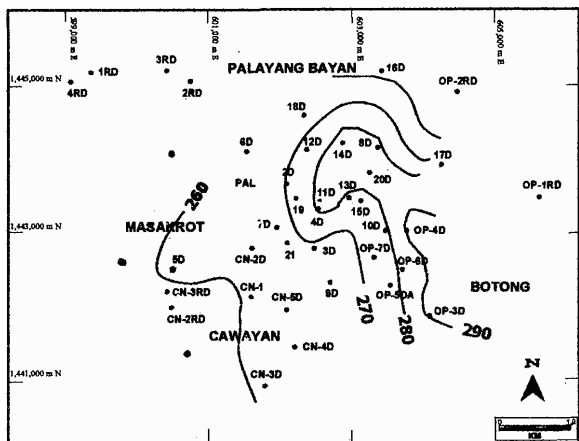 599,000 m E
601,000 m E
603,000 m E
605,000 m E
3RD
PALAYANG BAYAN
16D
1RD
OP-2RD
1,445,000 m N
4RD
2RD
18D
6D
12D
14D
8D
17D
PAL
2D
20D
260
19
11D
13D
OP-1RD
4D
15D
MASAKROT
7D
10D
OP-4D
1,443,000 m N
CN-2D
21
3D
OP-7D
5D
OP-6D
BOTONG
CN-3RD
CN-1
9D
OP-5DA
CN-2RD
CN-5D
270
280
OP-3D
290
CAWAYAN
CN-4D
N
CN-3D
1,441,000 m N
0
KM